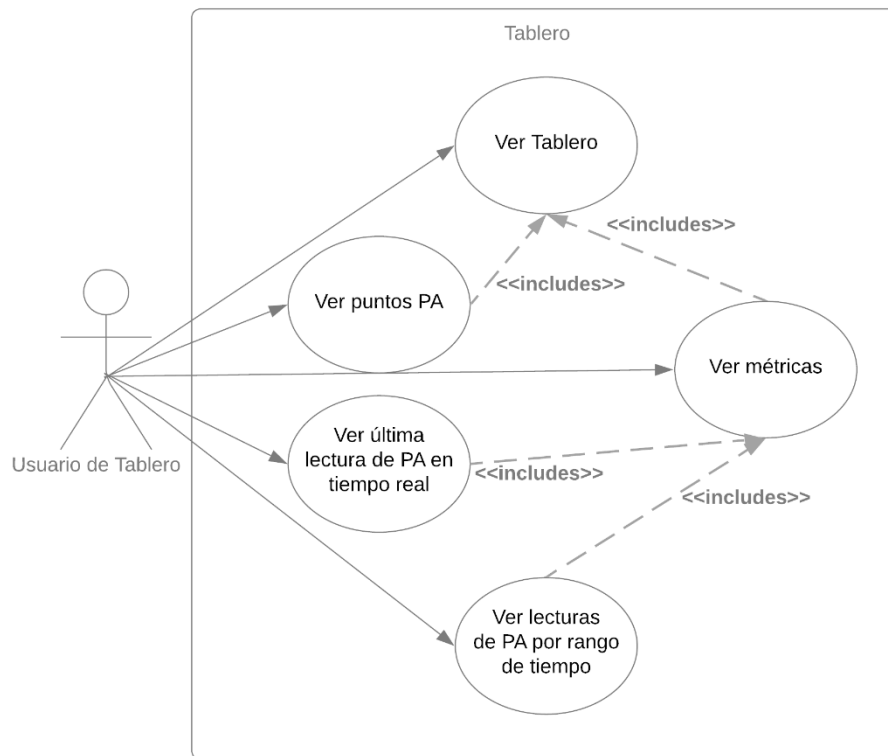 Tablero
Ver Tablero
<<includes>>
<<includes>>
Ver puntos PA
Ver métricas
Ver última
lectura de PA en
tiempo real
Usuario de Tablero
<<includes>>
<<includes>>
Ver lecturas
de PA por rango
de tiempo